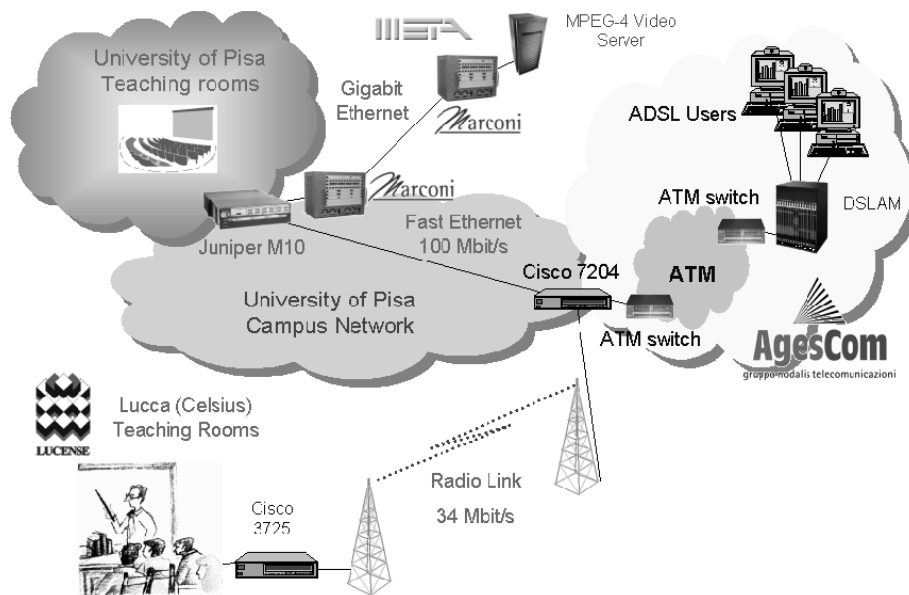 META
MPEG-4 Video
Server
University of Pisa
Teaching rooms
Gigabit
Ethernet
Marconi
ADSL Users
Marconi
ATM switch
DSLAM
Juniper M10
Fast Ethernet
100 Mbit/s
Cisco 7204
ATM
University of Pisa
Campus Network
ATM switch
AgesCom
gruppo nodalis telecomunicazioni
LUCENSE
Lucca (Celsius)
Teaching Rooms
Radio Link
34 Mbit/s
Cisco
3725